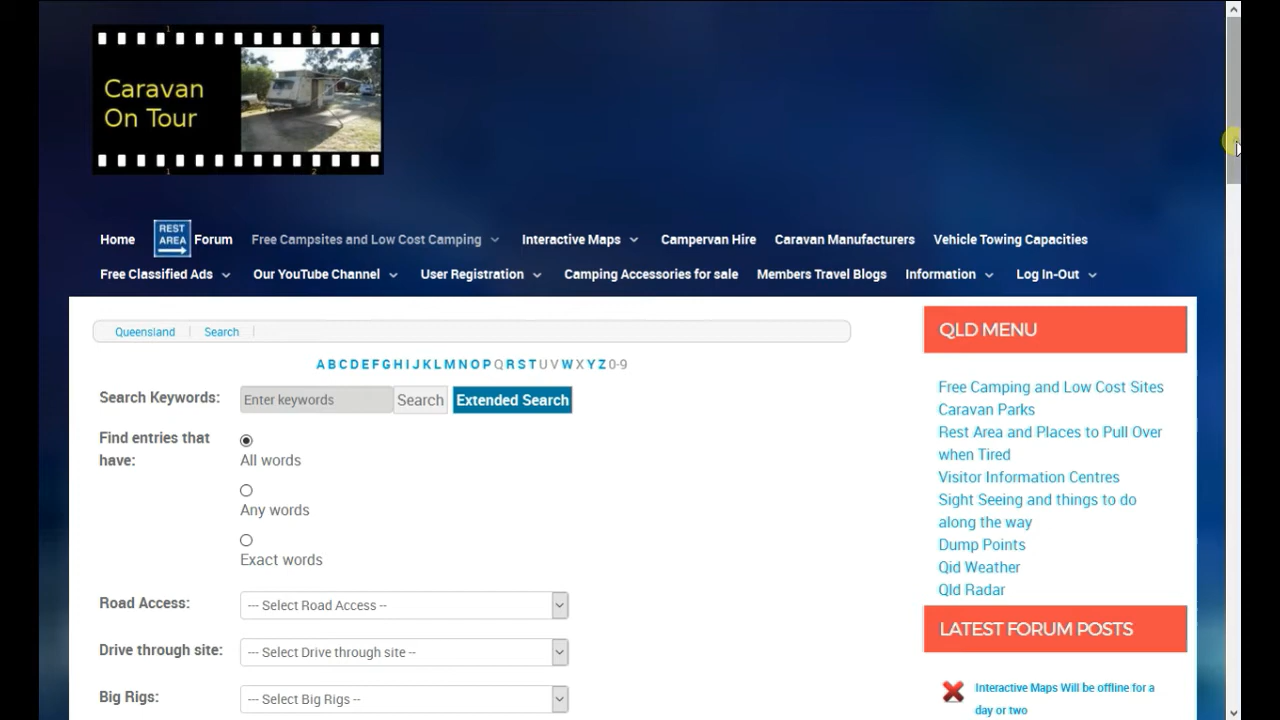 1 2
Caravan
On Tour
1 2
Home REST AREA Forum Free Campsites and Low Cost Camping Interactive Maps Campervan Hire Caravan Manufacturers Vehicle Towing Capacities
Free Classified Ads Our YouTube Channel User Registration Camping Accessories for sale Members Travel Blogs Information Log In-Out
Queensland Search
A B C D E F G H I J K L M N O P Q R S T U V W X Y Z 0-9
Search Keywords: Enter keywords Search Extended Search
Find entries that
have:
All words
Any words
Exact words
Road Access: --- Select Road Access --
Drive through site: --- Select Drive through site --
Big Rigs: --- Select Big Rigs --
QLD MENU
Free Camping and Low Cost Sites
Caravan Parks
Rest Area and Places to Pull Over
when Tired
Visitor Information Centres
Sight Seeing and things to do
along the way
Dump Points
Qld Weather
Qld Radar
LATEST FORUM POSTS
Interactive Maps Will be offline for a
day or two